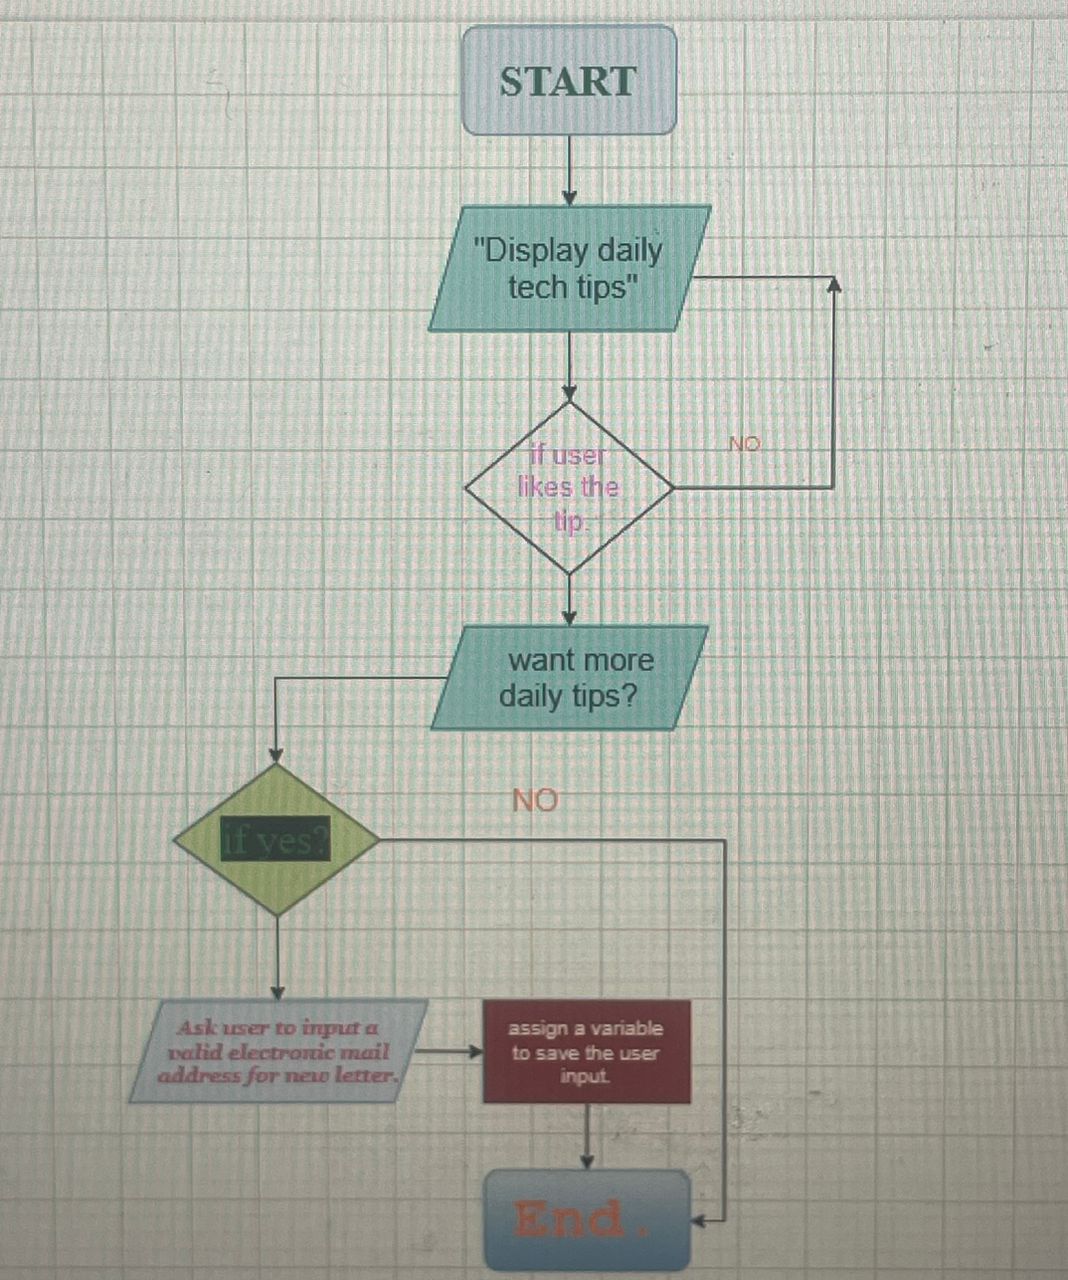 START
"Display daily
tech tips"
if user
likes the
tip.
NO
want more
daily tips?
NO
if yes?
Ask user to input a
valid electronic mail
address for new letter.
assign a variable
to save the user
input.
End.